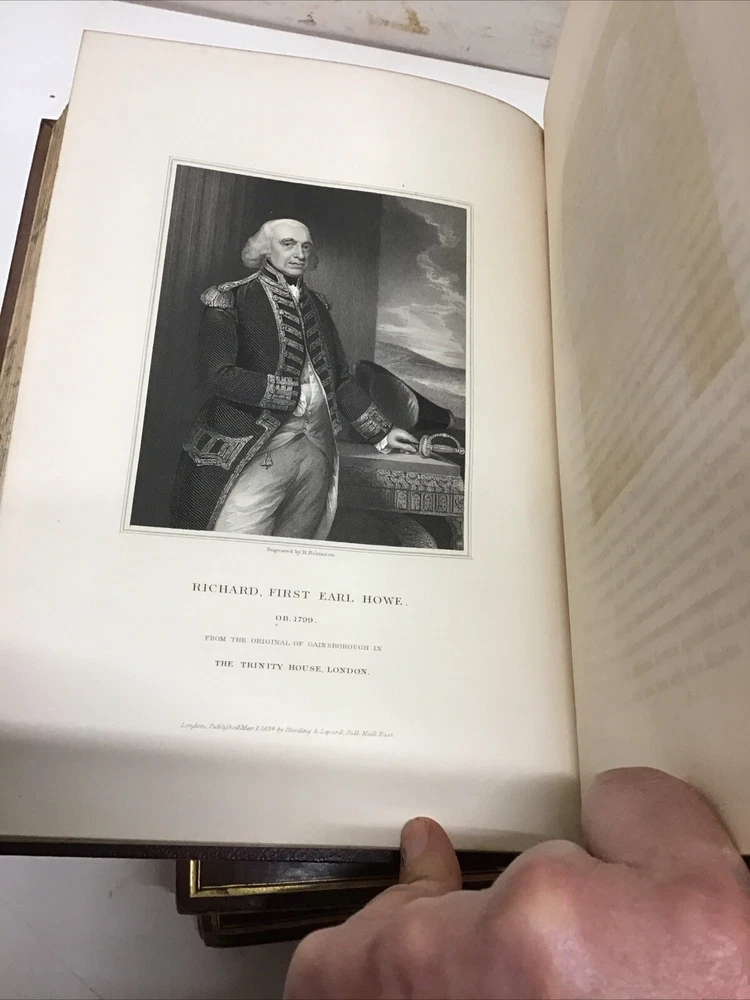 Engraved by H. Robinson.
RICHARD, FIRST EARL HOWE.
OB. 1799.
FROM THE ORIGINAL OF GAINSBOROUGH IN
THE TRINITY HOUSE, LONDON.
London, Published Mar. 1, 1834 by Harding & Lepard, Pall Mall East.